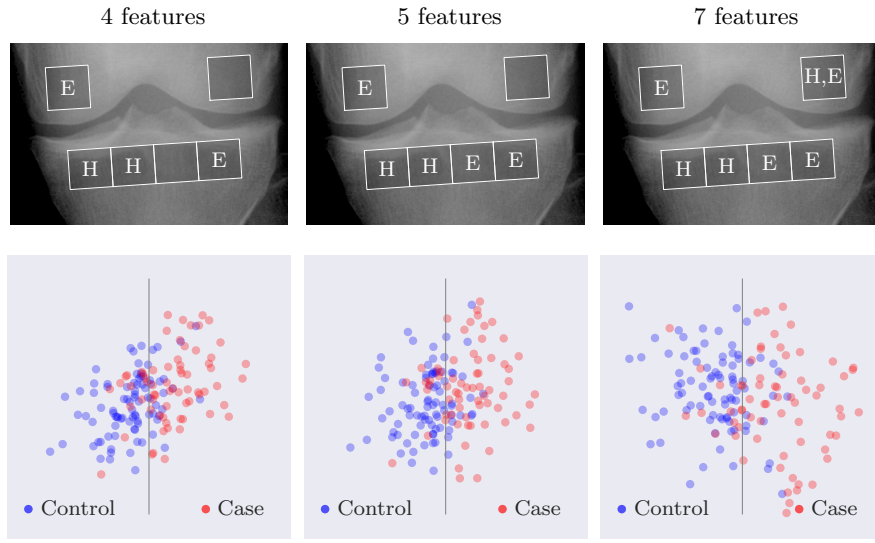 4 features 5 features 7 features
E E E H,E
H H E H H E E H H E E
Control Case Control Case Control Case